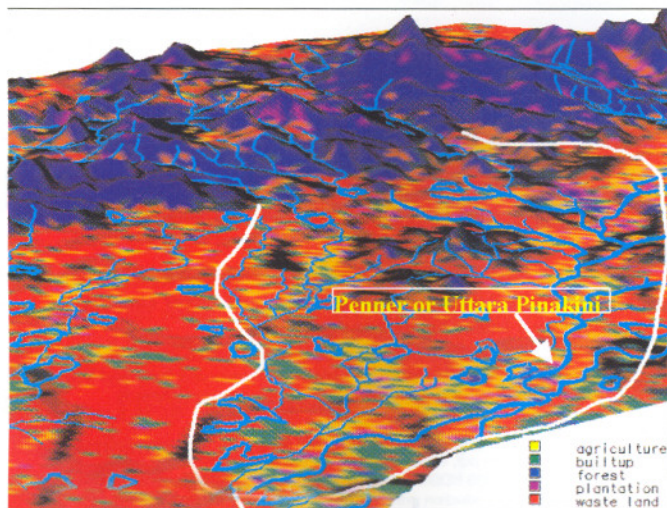 Penner or Uttara Pinakini
agriculture
builtup
forest
plantation
waste land